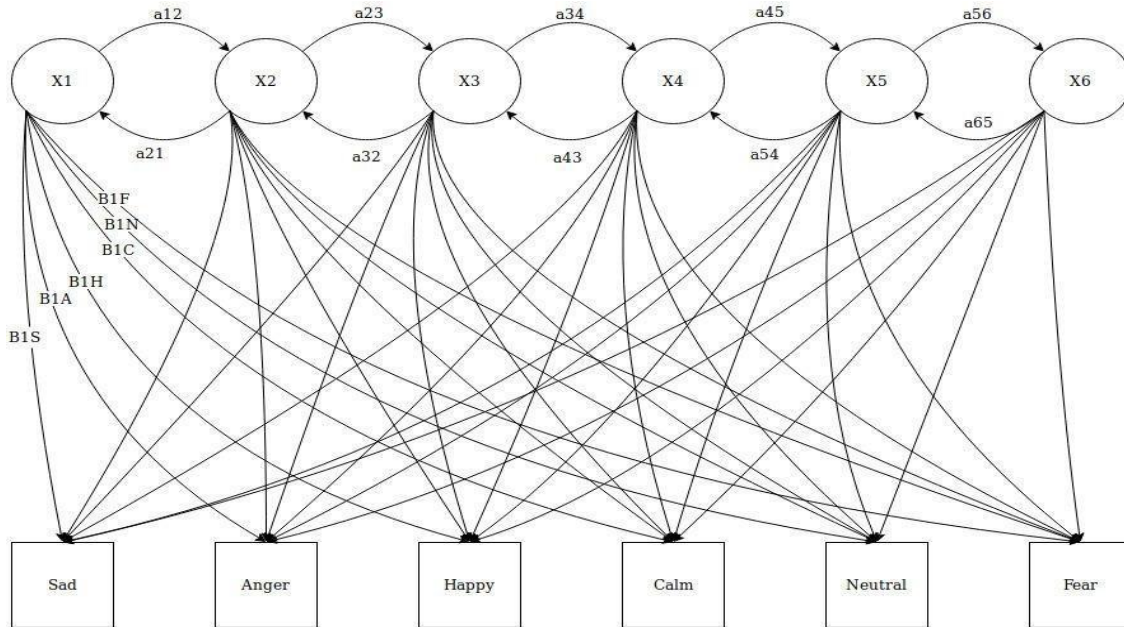 a12
a23
a34
a45
a56
X1
X2
X3
X4
X5
X6
a21
a32
a43
a54
a65
B1F
B1N
B1C
B1H
B1A
B1S
Sad
Anger
Happy
Calm
Neutral
Fear